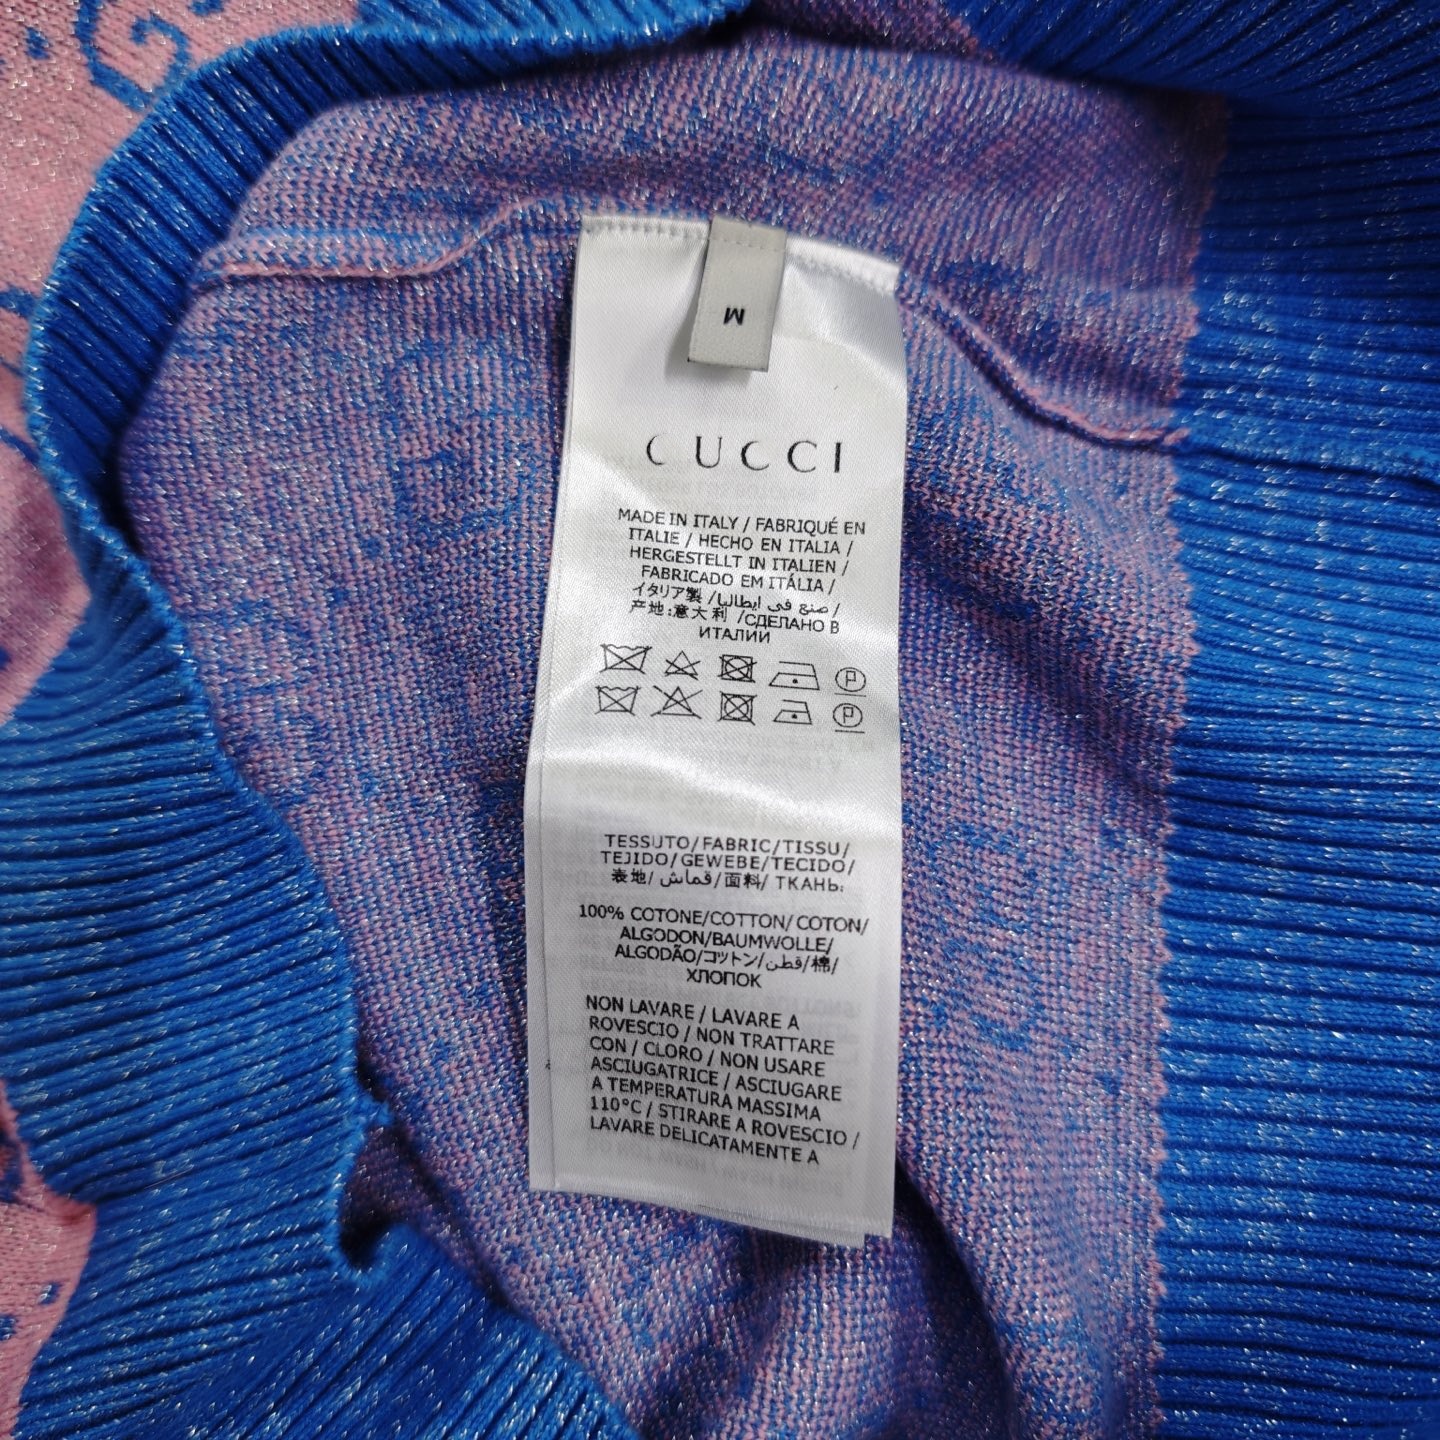 M
GUCCI
MADE IN ITALY / FABRIQUÉ EN
ITALIE / HECHO EN ITALIA /
HERGESTELLT IN ITALIEN /
FABRICADO EM ITÁLIA /
イタリア製 / صنع في ايطاليا /
产地:意大利 /СДЕЛАНО В
ИТАЛИИ
P
P
TESSUTO/FABRIC/TISSU/
TEJIDO/GEWEBE/TECIDO/
表地/ قماش/面料/ ТКАНЬ:
100% COTONE/COTTON/COTON/
ALGODON/BAUMWOLLE/
ALGODÃO/コットン/قطن/棉/
ХЛОПОК
NON LAVARE / LAVARE A
ROVESCIO / NON TRATTARE
CON / CLORO / NON USARE
ASCIUGATRICE / ASCIUGARE
A TEMPERATURA MASSIMA
110°C / STIRARE A ROVESCIO /
LAVARE DELICATAMENTE A